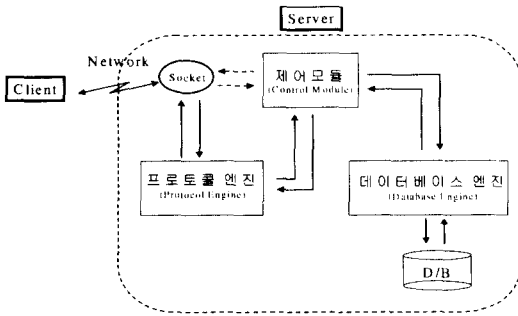 Server
Network
Client
Socket
제어모듈
(Control Module)
프로토콜 엔진
(Protocol Engine)
데이터베이스 엔진
(Database Engine)
D/B